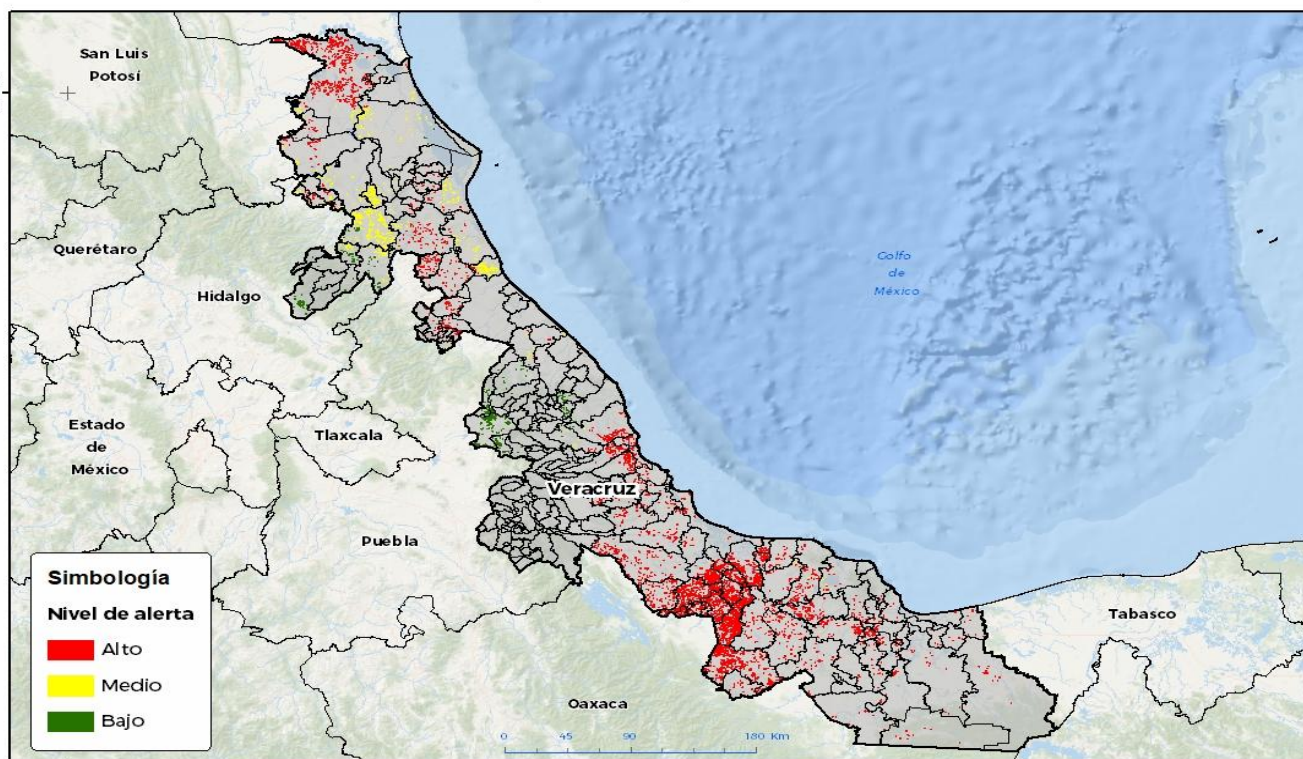 San Luis
Potosí
Querétaro
Hidalgo
Golfo
de
México
Estado
de
México
Tlaxcala
Veracruz
Puebla
Tabasco
Oaxaca
Simbología
Nivel de alerta
Alto
Medio
Bajo
0 45 90 180 Km